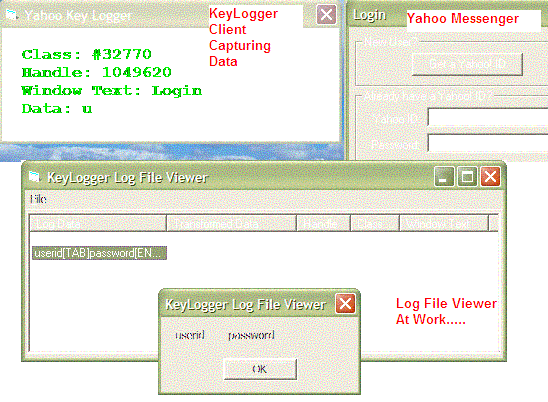 Yahoo Key Logger
KeyLogger
Client
Capturing
Data
Login
Yahoo Messenger
Class: #32770
Handle: 1049620
Window Text: Login
Data: u
KeyLogger Log File Viewer
File
userid[TAB]password[EN...
KeyLogger Log File Viewer
userid password
OK
Log File Viewer
At Work.....